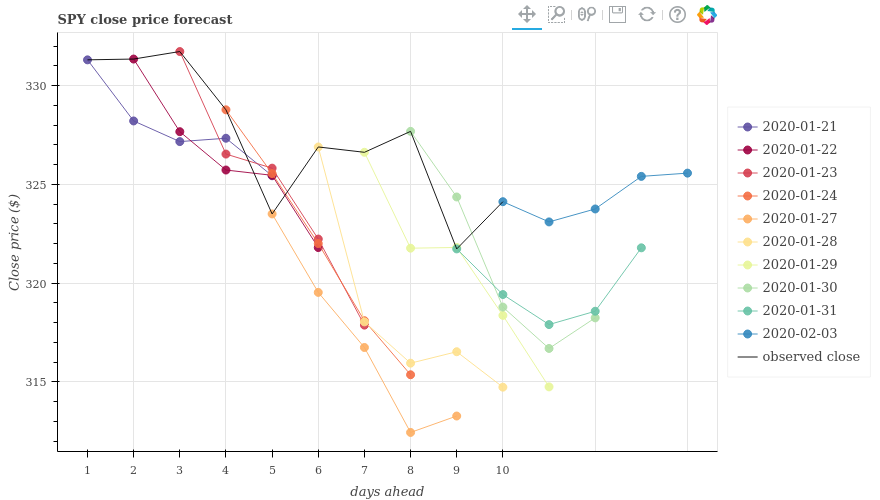 SPY close price forecast
330
325
320
315
Close price ($)
1 2 3 4 5 6 7 8 9 10
days ahead
2020-01-21
2020-01-22
2020-01-23
2020-01-24
2020-01-27
2020-01-28
2020-01-29
2020-01-30
2020-01-31
2020-02-03
observed close